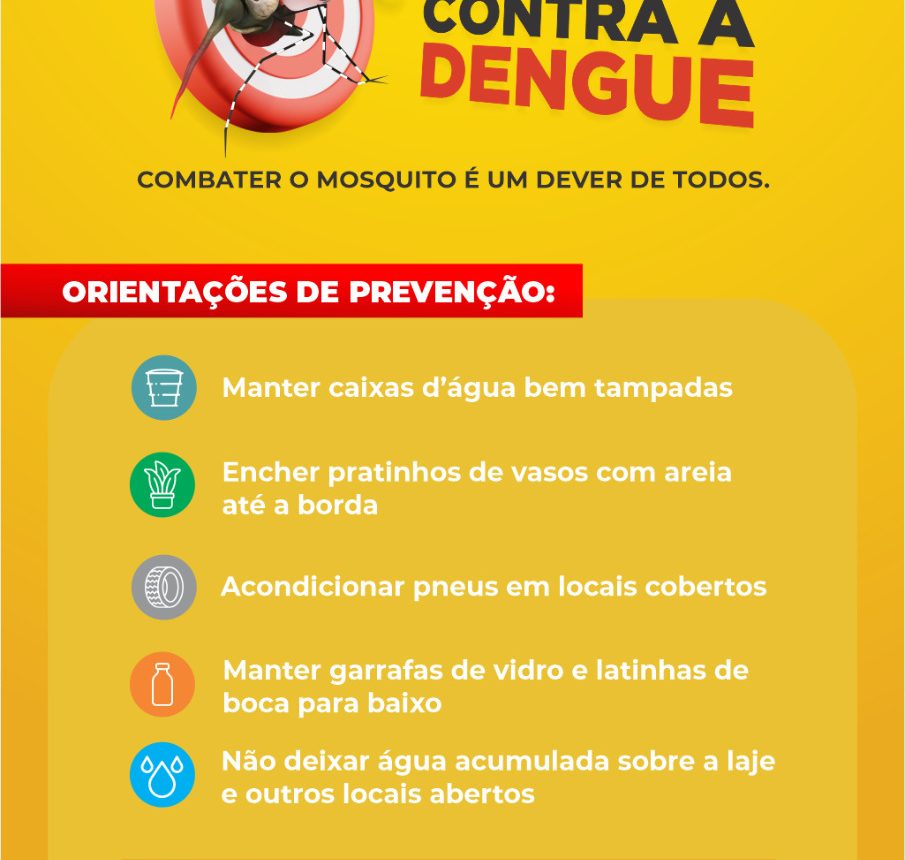 CONTRA A
DENGUE
COMBATER O MOSQUITO É UM DEVER DE TODOS.
ORIENTAÇÕES DE PREVENÇÃO:
Manter caixas d’água bem tampadas
Encher pratinhos de vasos com areia
até a borda
Acondicionar pneus em locais cobertos
Manter garrafas de vidro e latinhas de
boca para baixo
Não deixar água acumulada sobre a laje
e outros locais abertos